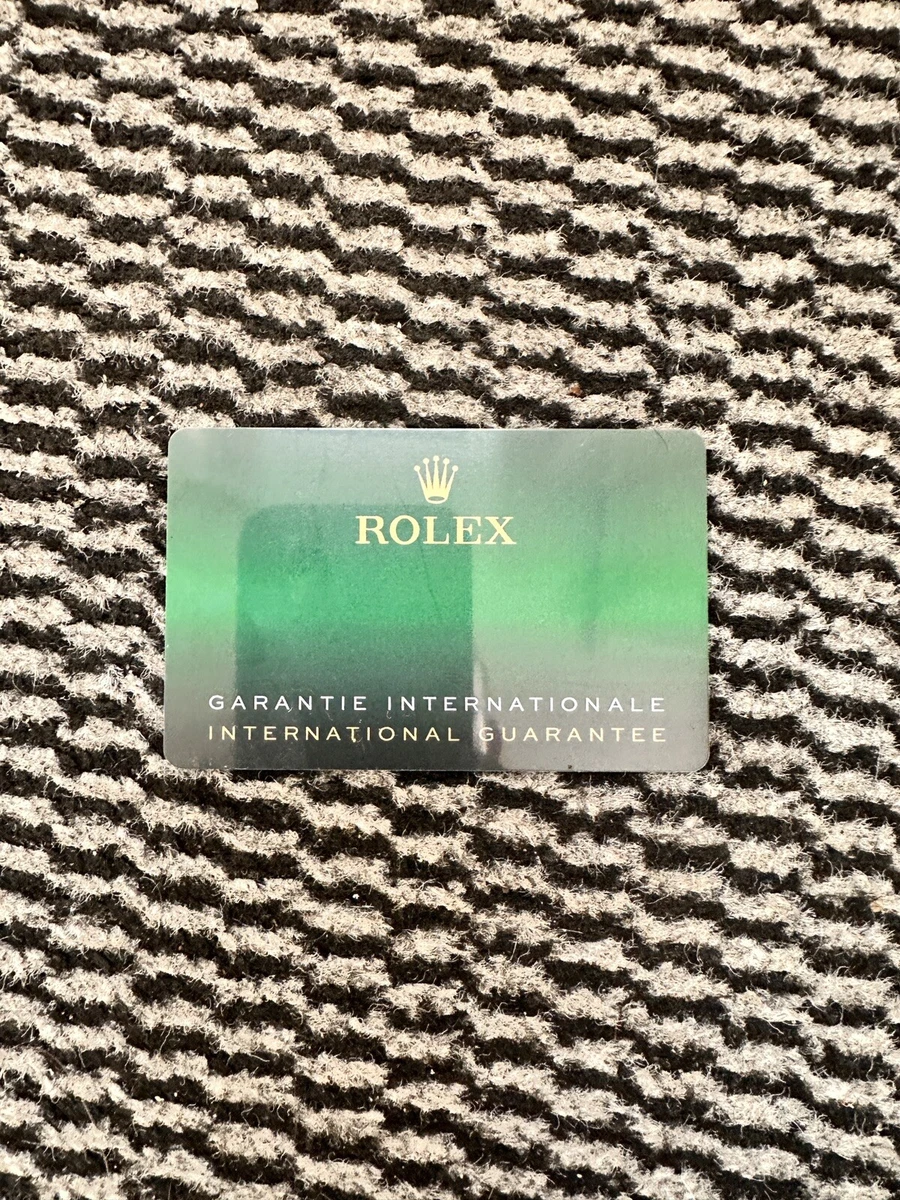 ROLEX
GARANTIE INTERNATIONALE
INTERNATIONAL GUARANTEE